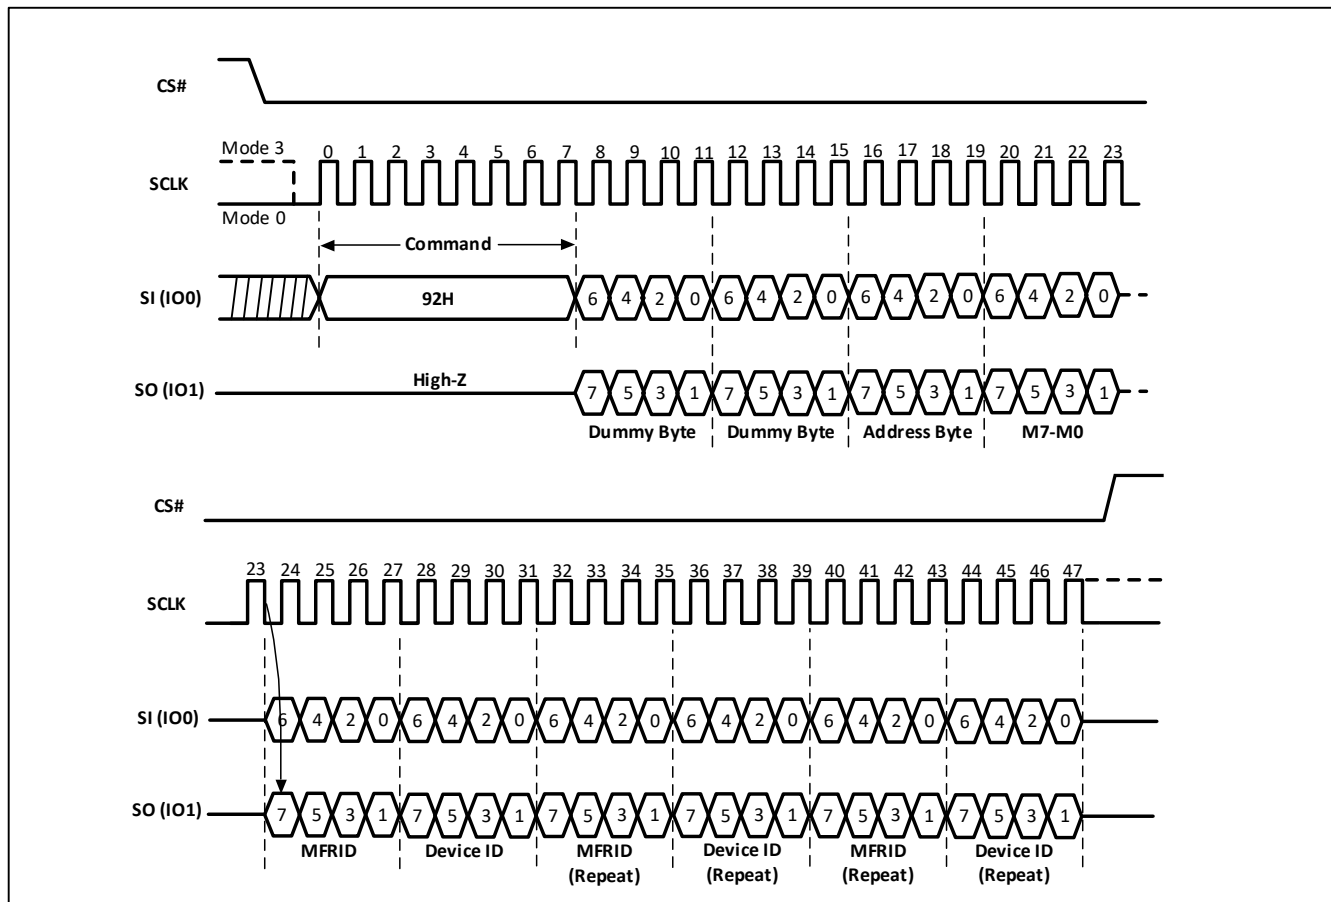 CS#
Mode 3
0 1 2 3 4 5 6 7 8 9 10 11 12 13 14 15 16 17 18 19 20 21 22 23
SCLK
Mode 0
Command
SI (IO0)
92H
6 4 2 0 6 4 2 0 6 4 2 0 6 4 2 0
High-Z
SO (IO1)
7 5 3 1 7 5 3 1 7 5 3 1 7 5 3 1
Dummy Byte Dummy Byte Address Byte M7-M0
CS#
23 24 25 26 27 28 29 30 31 32 33 34 35 36 37 38 39 40 41 42 43 44 45 46 47
SCLK
SI (IO0) 6 4 2 0 6 4 2 0 6 4 2 0 6 4 2 0 6 4 2 0 6 4 2 0
SO (IO1) 7 5 3 1 7 5 3 1 7 5 3 1 7 5 3 1 7 5 3 1 7 5 3 1
MFRID Device ID MFRID Device ID MFRID Device ID
(Repeat) (Repeat) (Repeat) (Repeat)